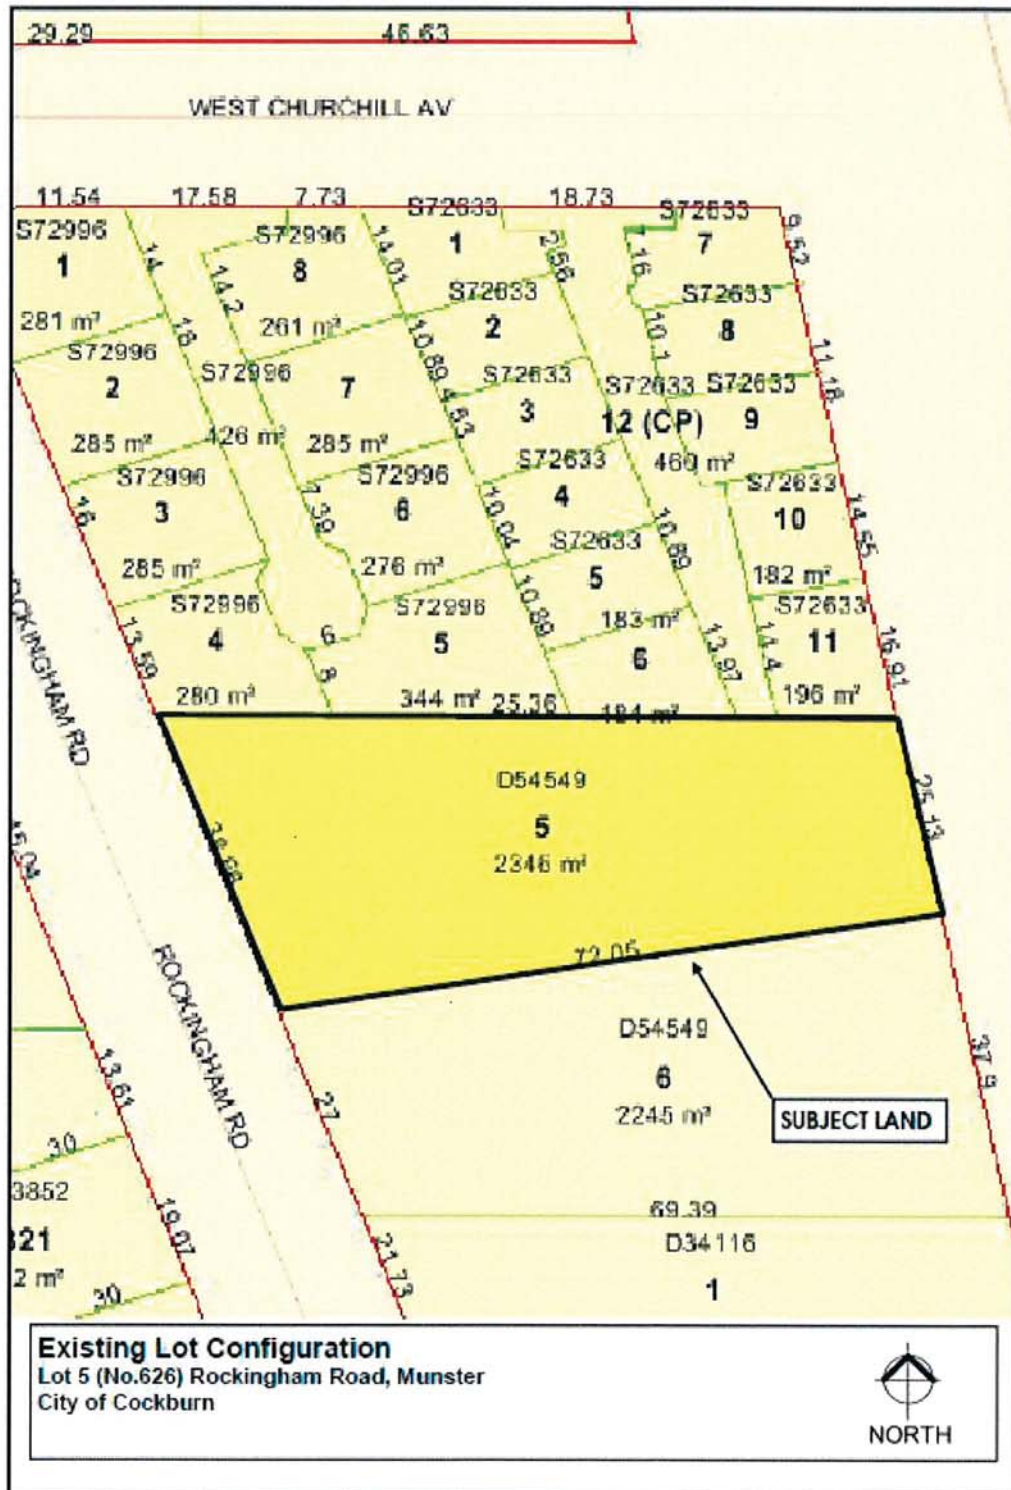 29.29 46.63
WEST CHURCHILL AV
11.54 17.58 7.73 18.73
S72996 S72996 S72633 S72633
1 8 1 7
14 14.01 2.56 7.16 9.52
281 m² 14.2 261 m² S72633 S72633
18 2 8
S72996 S72996 10.89 10.1 11.18
2 7 4.53 S72633 S72633 S72633
3 12 (CP) 9
285 m² 426 m² 285 m² 460 m²
S72996 S72996 S72633 S72633
3 6 4 10
16 7.39 10.04 10.89 14.55
285 m² 276 m² S72633 182 m²
S72996 S72996 5 S72633
4 6 5 10.89 183 m² 11
13.59 8 6 13.97 14.4 16.91
280 m² 344 m² 25.36 184 m² 196 m²
ROCKINGHAM RD
D54549
5
2346 m²
25.13
15.04
72.05
ROCKINGHAM RD
D54549
6
2245 m²
SUBJECT LAND
37.9
27
13.61
30
3852
321
2 m²
19.07
30
21.73
69.39
D34116
1
Existing Lot Configuration
Lot 5 (No.626) Rockingham Road, Munster
City of Cockburn
NORTH